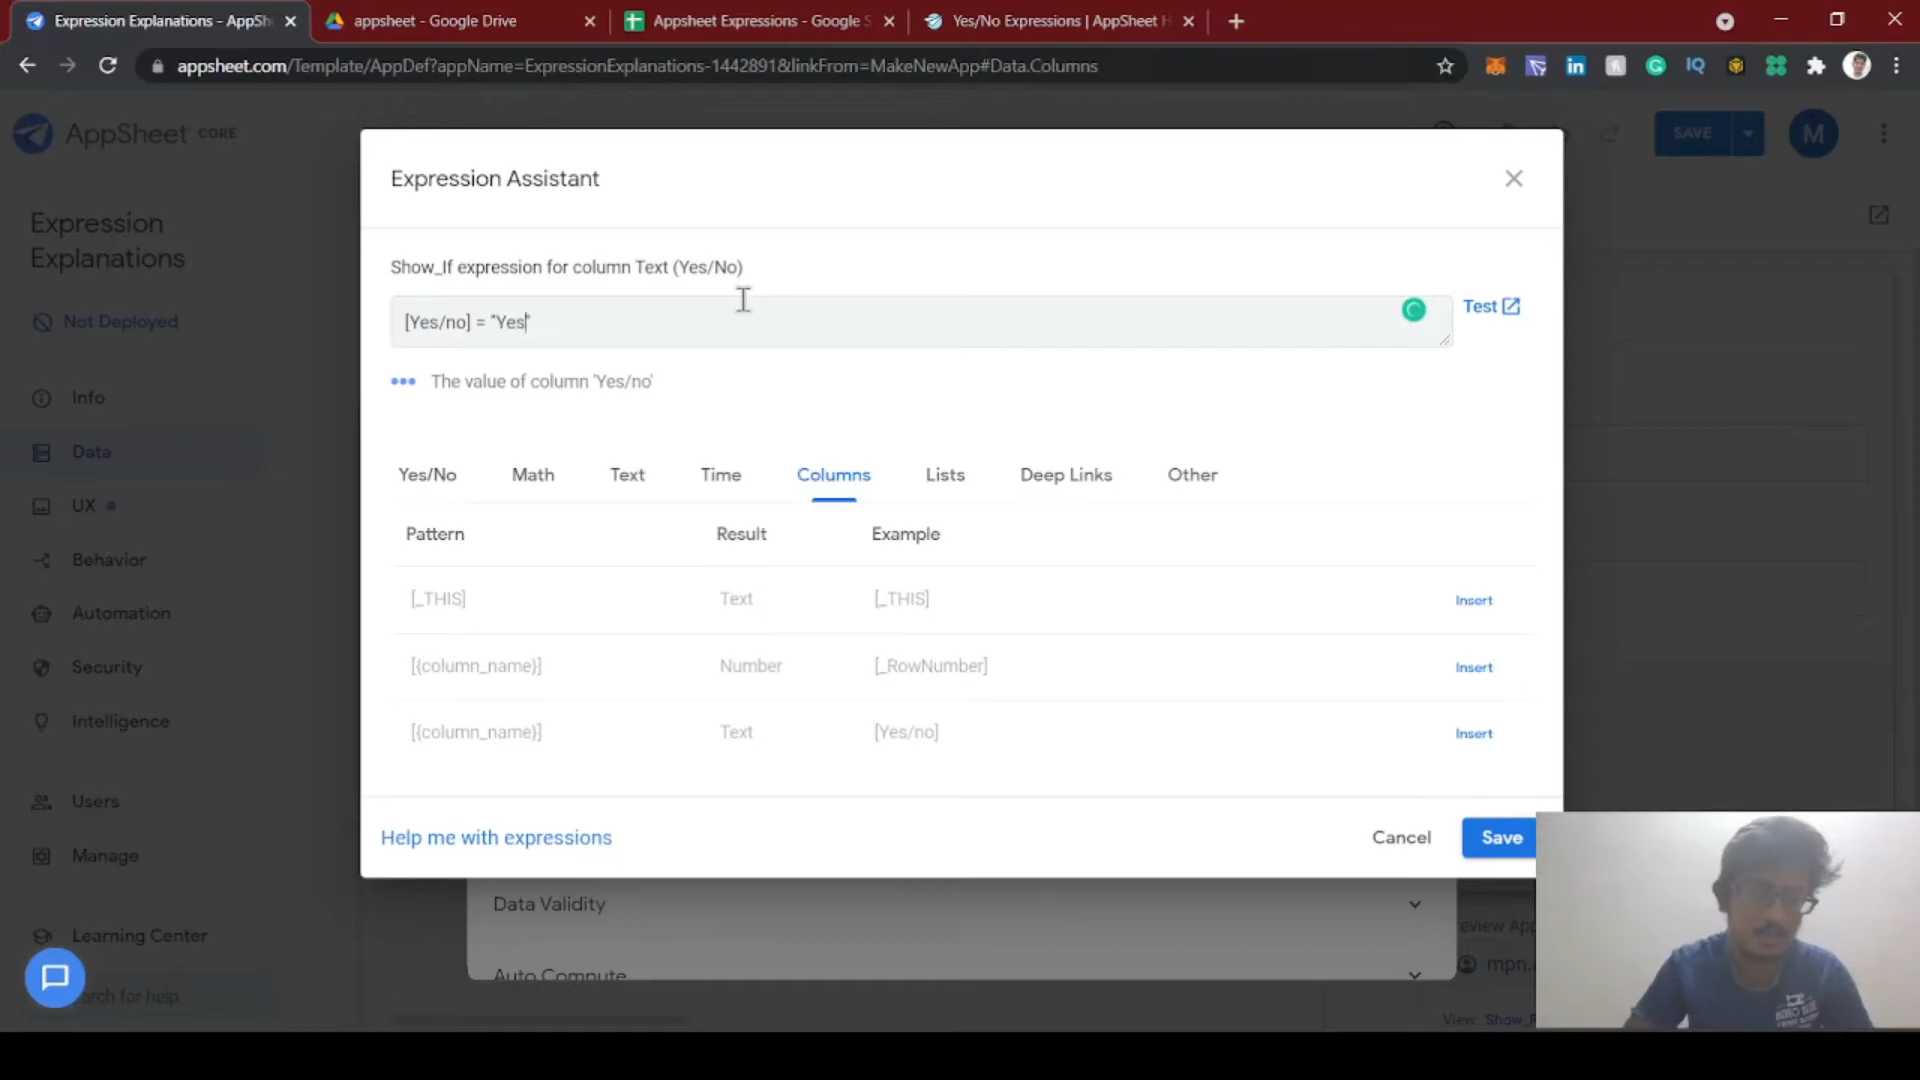 Expression Explanations - AppSh
appsheet - Google Drive
Appsheet Expressions - Google S
Yes/No Expressions | AppSheet H
appsheet.com/Template/AppDef?appName=ExpressionExplanations-1442891&linkFrom=MakeNewApp#Data.Columns
AppSheet CORE
SAVE
M
Expression
Explanations
Not Deployed
Info
Data
UX
Behavior
Automation
Security
Intelligence
Users
Manage
Learning Center
arch for help
Expression Assistant
Show_If expression for column Text (Yes/No)
[Yes/no] = "Yes"
Test
The value of column 'Yes/no'
Yes/No Math Text Time Columns Lists Deep Links Other
Pattern Result Example
[_THIS] Text [_THIS] Insert
[{column_name}] Number [_RowNumber] Insert
[{column_name}] Text [Yes/no] Insert
Help me with expressions
Cancel
Save
Data Validity
Auto Compute
eview App
mpn.
View: Show_